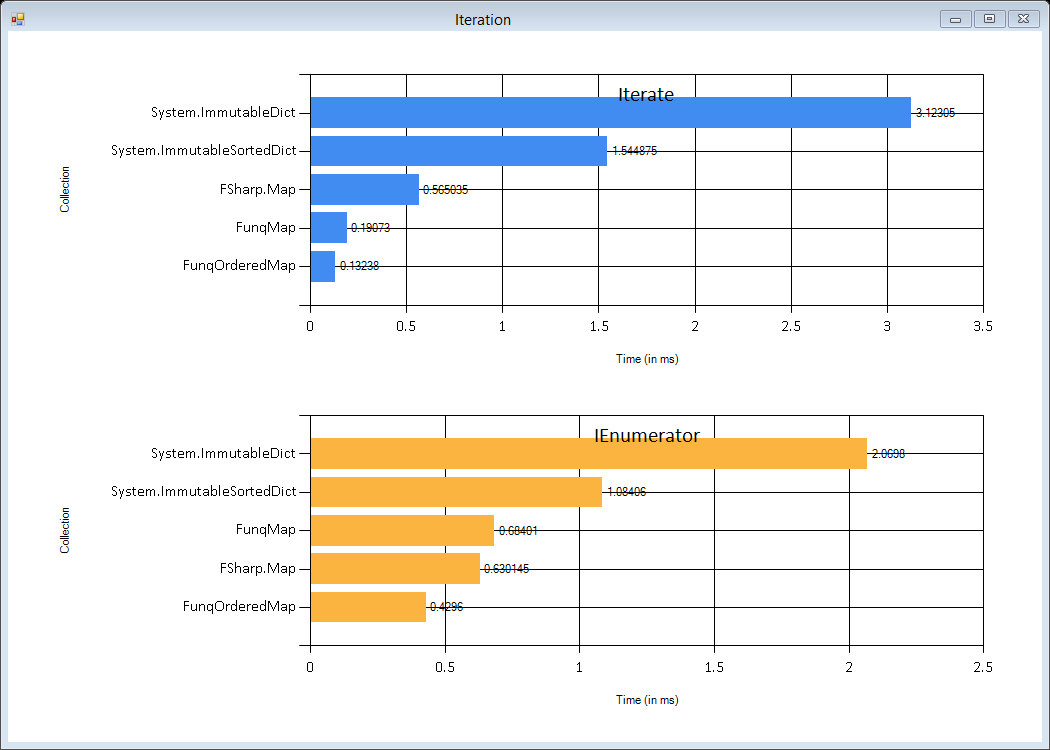 Iteration
Iterate
Collection
System.ImmutableDict
3.12305
System.ImmutableSortedDict
1.544875
FSharp.Map
0.565035
FunqMap
0.19073
FunqOrderedMap
0.13238
0 0.5 1 1.5 2 2.5 3 3.5
Time (in ms)
IEnumerator
Collection
System.ImmutableDict
2.0698
System.ImmutableSortedDict
1.08406
FunqMap
0.68401
FSharp.Map
0.630145
FunqOrderedMap
0.4296
0 0.5 1 1.5 2 2.5
Time (in ms)